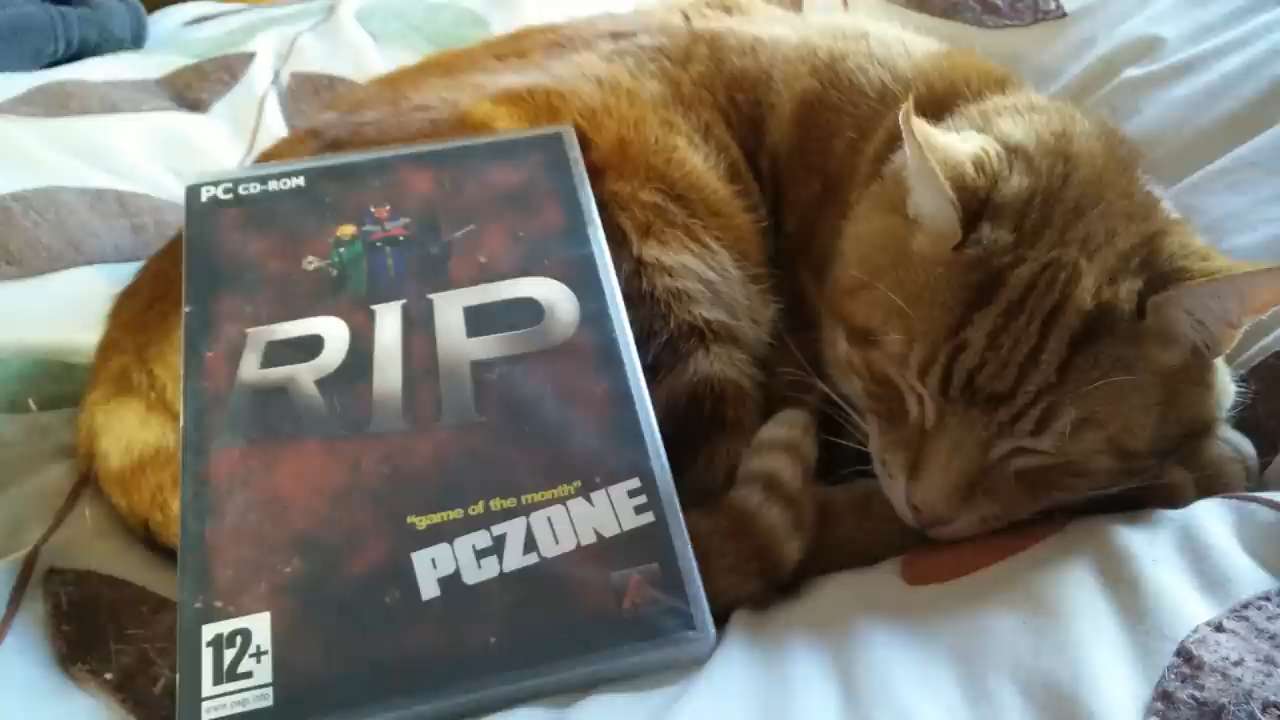 PC CD-ROM
RIP
"game of the month"
PCZONE
12+
www.pegi.info